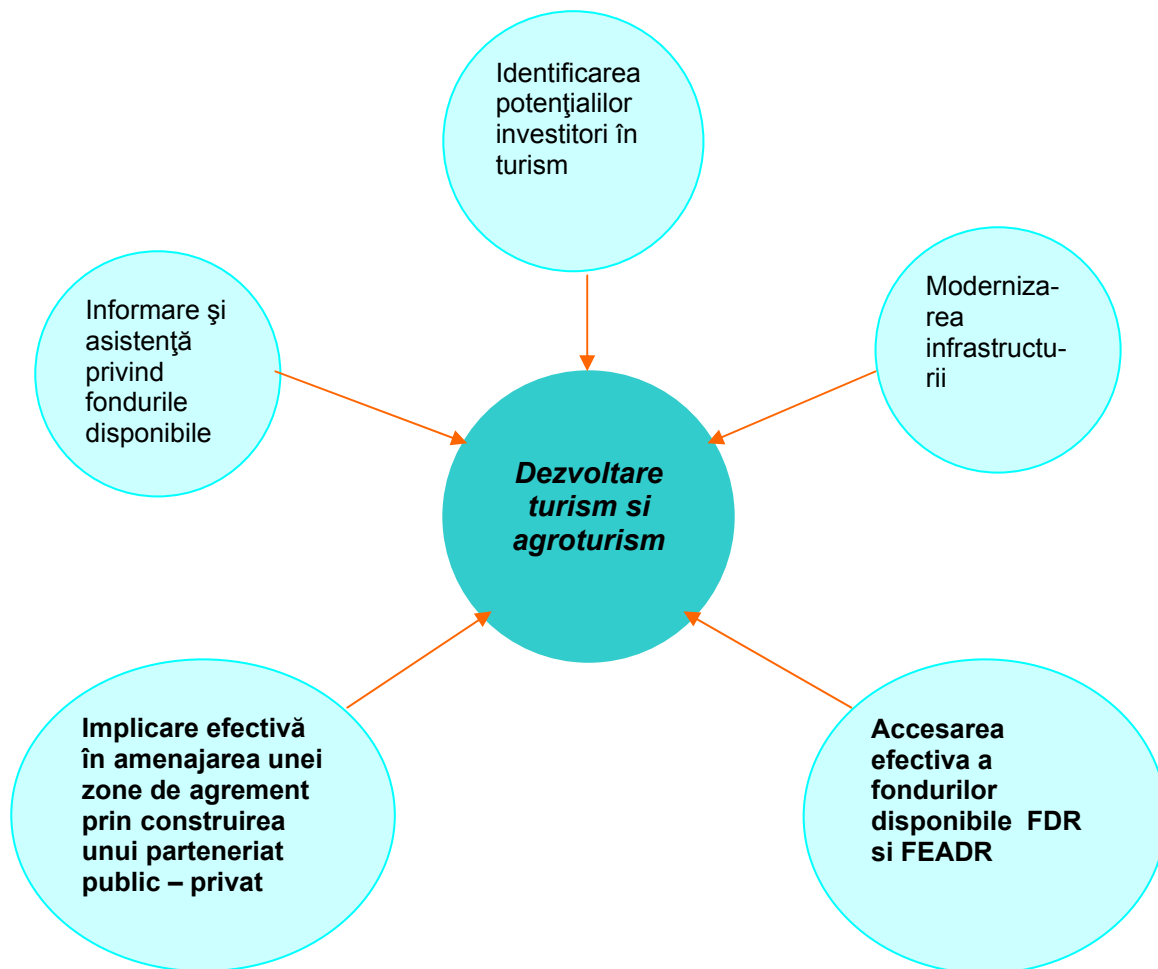 Identificarea
potenţialilor
investitori în
turism
Informare şi
asistenţă
privind
fondurile
disponibile
Moderniza-
rea
infrastructu-
rii
Dezvoltare
turism si
agroturism
Implicare efectivă
în amenajarea unei
zone de agrement
prin construirea
unui parteneriat
public – privat
Accesarea
efectiva a
fondurilor
disponibile FDR
si FEADR